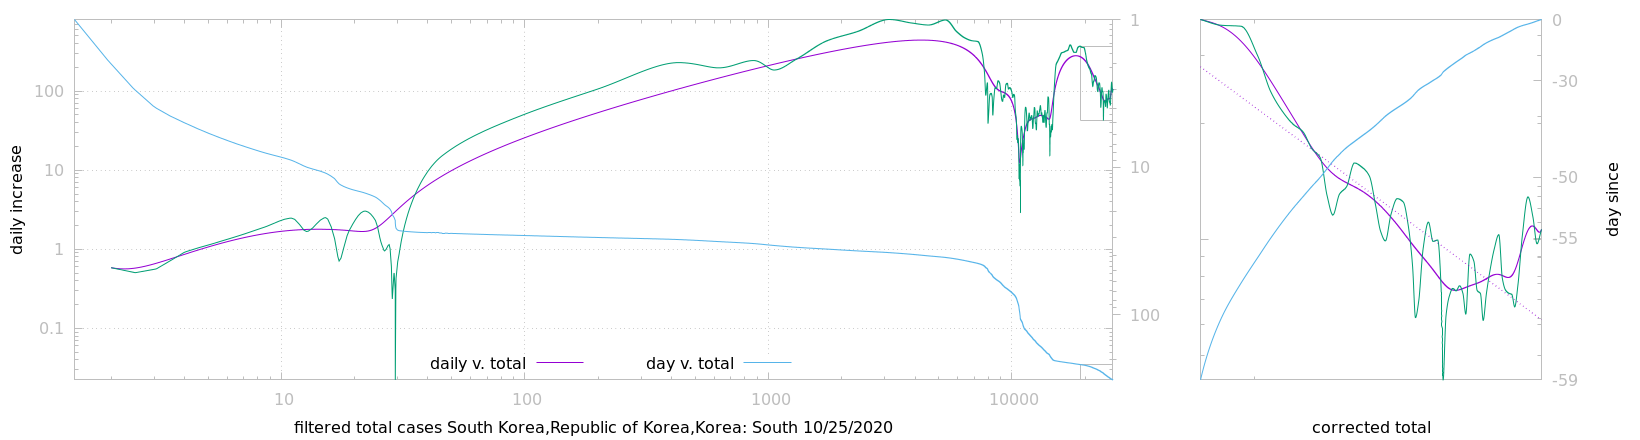 1
0
100
-30
daily increase
10
10
-50
day since
1
-55
0.1
100
daily v. total
day v. total
-59
10
100
1000
10000
filtered total cases South Korea,Republic of Korea,Korea: South 10/25/2020
corrected total